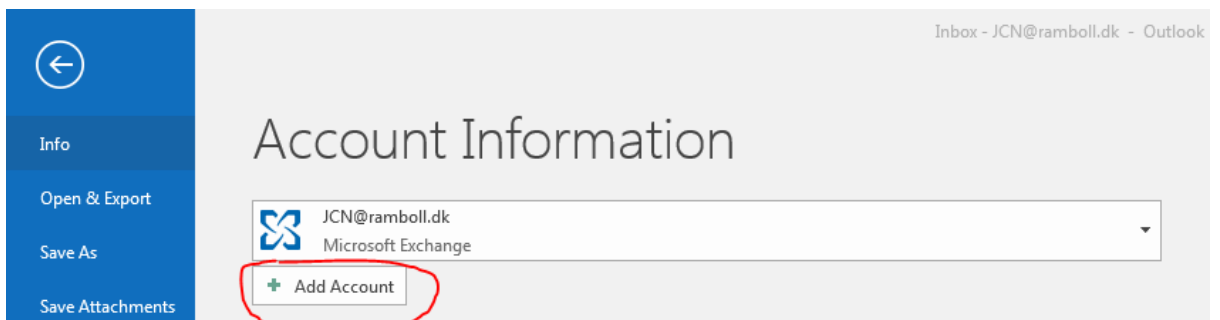 Inbox - JCN@ramboll.dk - Outlook
Account Information
Info
Open & Export
Save As
Save Attachments
JCN@ramboll.dk
Microsoft Exchange
Add Account